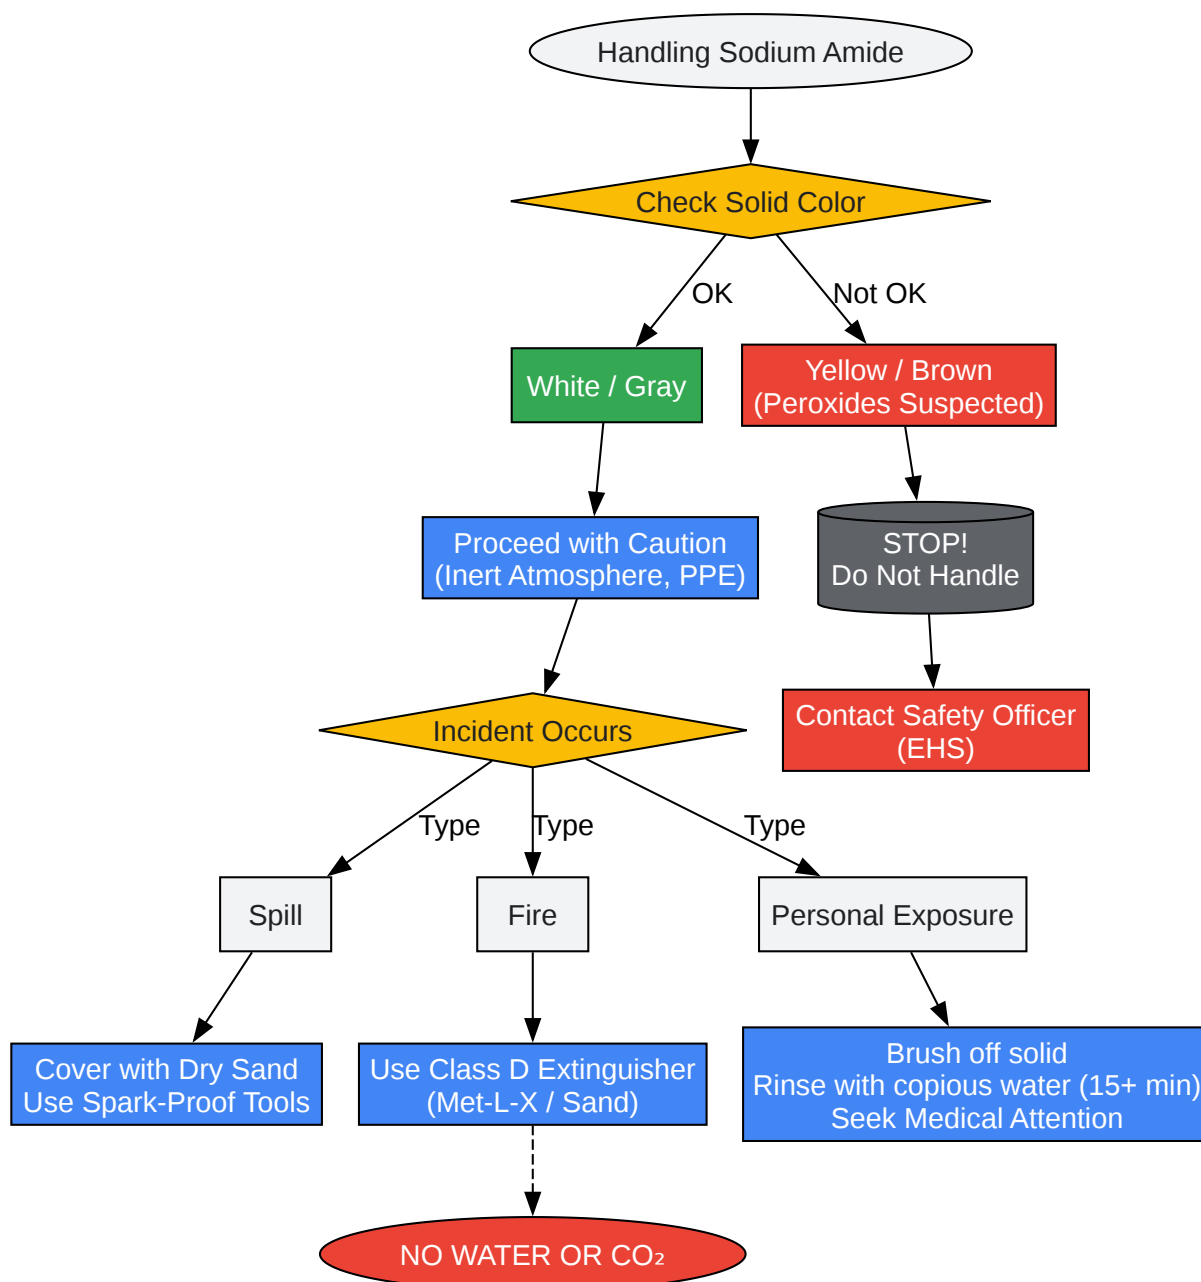 Handling Sodium Amide
Check Solid Color
OK
Not OK
White / Gray
Yellow / Brown
(Peroxides Suspected)
Proceed with Caution
(Inert Atmosphere, PPE)
STOP!
Do Not Handle
Contact Safety Officer
(EHS)
Incident Occurs
Type
Type
Type
Spill
Fire
Personal Exposure
Cover with Dry Sand
Use Spark-Proof Tools
Use Class D Extinguisher
(Met-L-X / Sand)
Brush off solid
Rinse with copious water (15+ min)
Seek Medical Attention
NO WATER OR CO₂